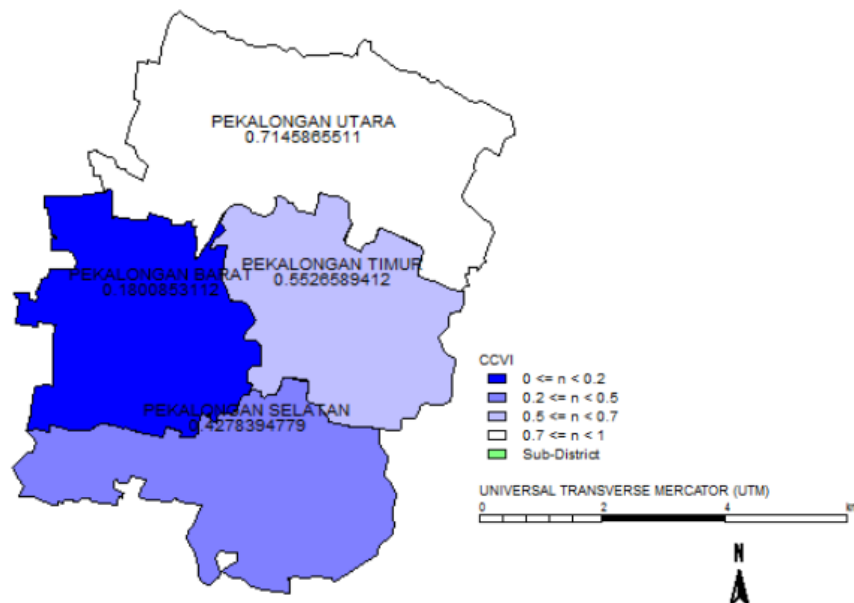 PEKALONGAN UTARA
0.7145865511
PEKALONGAN BARAT
0.1800853112
PEKALONGAN TIMUR
0.5526589412
PEKALONGAN SELATAN
0.4278394779
CCVI
0 <= n < 0.2
0.2 <= n < 0.5
0.5 <= n < 0.7
0.7 <= n < 1
Sub-District
UNIVERSAL TRANSVERSE MERCATOR (UTM)
0 2 4 km
N